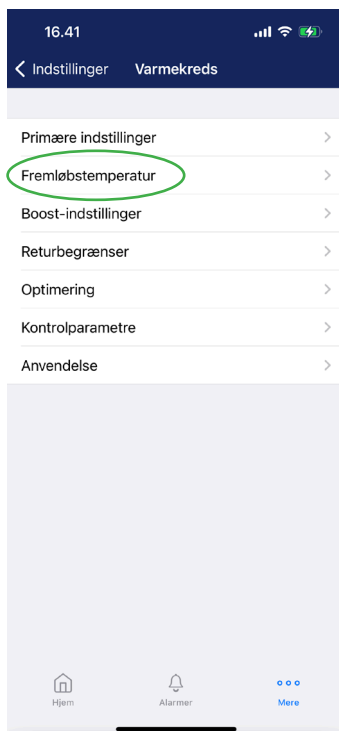 16.41
Indstillinger Varmekreds
Primære indstillinger
Fremløbstemperatur
Boost-indstillinger
Returbegrænser
Optimering
Kontrolparametre
Anvendelse
Hjem Alarmer Mere